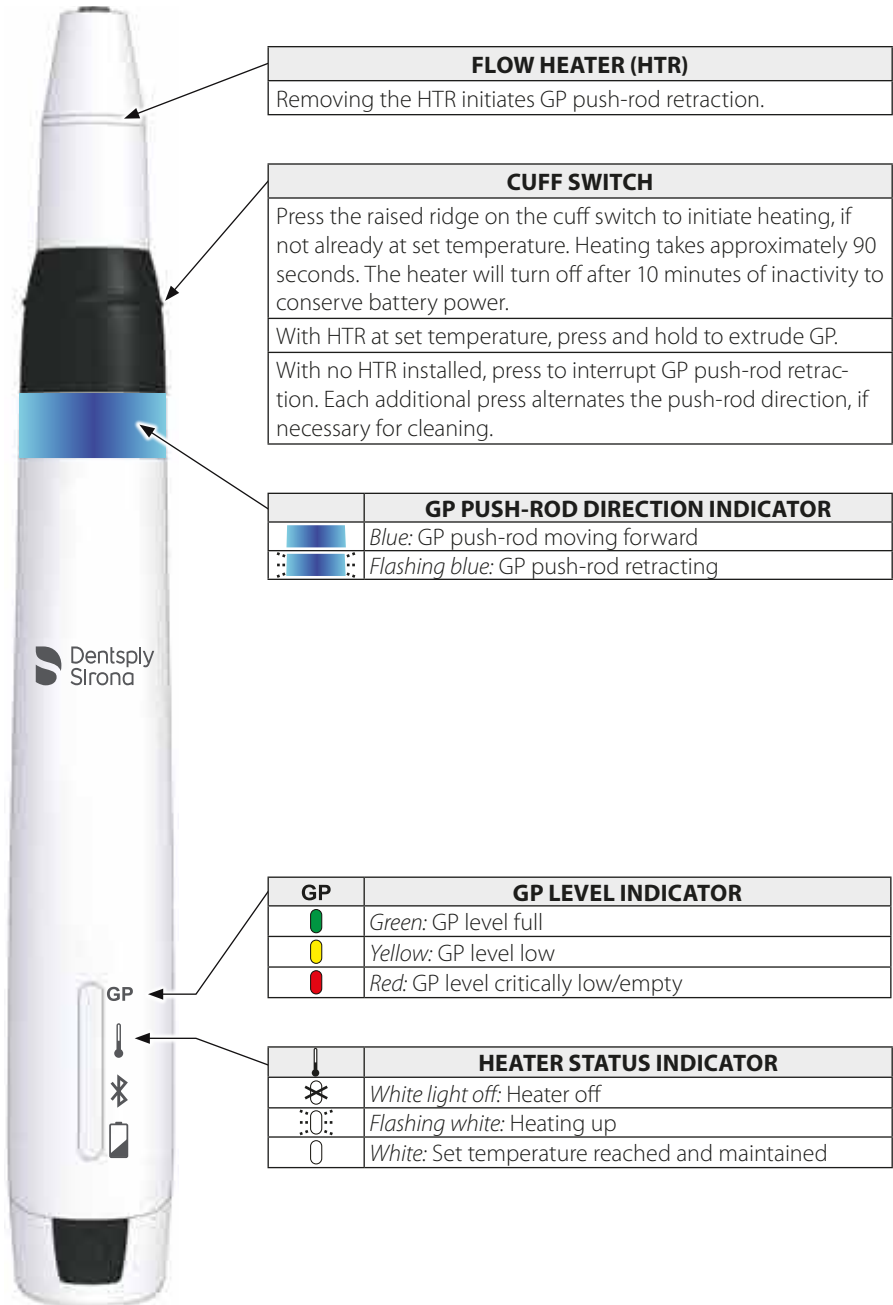 FLOW HEATER (HTR)
Removing the HTR initiates GP push-rod retraction.
CUFF SWITCH
Press the raised ridge on the cuff switch to initiate heating, if
not already at set temperature. Heating takes approximately 90
seconds. The heater will turn off after 10 minutes of inactivity to
conserve battery power.
With HTR at set temperature, press and hold to extrude GP.
With no HTR installed, press to interrupt GP push-rod retrac-
tion. Each additional press alternates the push-rod direction, if
necessary for cleaning.
GP PUSH-ROD DIRECTION INDICATOR
Blue: GP push-rod moving forward
Flashing blue: GP push-rod retracting
Dentsply
Sirona
GP GP LEVEL INDICATOR
Green: GP level full
Yellow: GP level low
Red: GP level critically low/empty
GP
HEATER STATUS INDICATOR
White light off: Heater off
Flashing white: Heating up
White: Set temperature reached and maintained